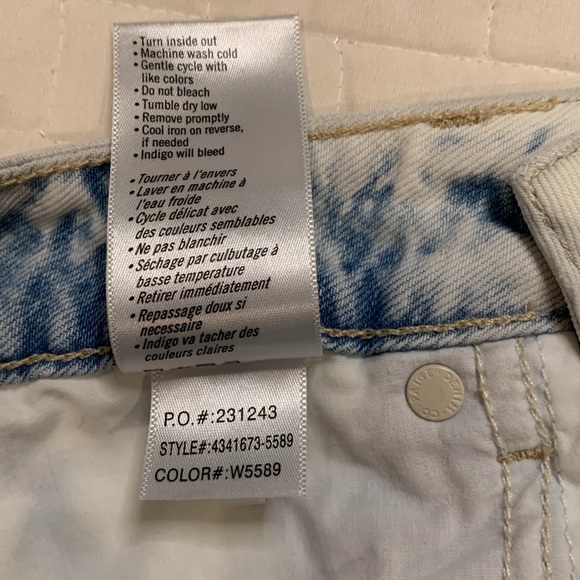 • Turn inside out
• Machine wash cold
• Gentle cycle with
like colors
• Do not bleach
• Tumble dry low
• Remove promptly
• Cool iron on reverse,
if needed
• Indigo will bleed
• Tourner à l'envers
• Laver en machine à
l'eau froide
• Cycle délicat avec
des couleurs semblables
• Ne pas blanchir
• Séchage par culbutage à
basse temperature
• Retirer immédiatement
• Repassage doux si
necessaire
• Indigo va tacher des
couleurs claires
P.O.#:231243
STYLE#:4341673-5589
COLOR#:W5589
PAIGE DENIM CO